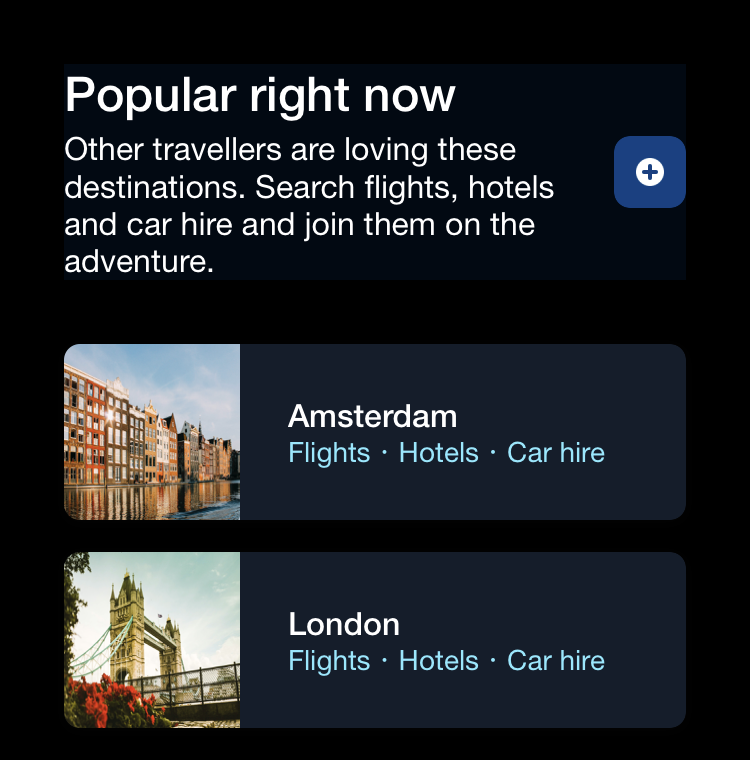 Popular right now
Other travellers are loving these
destinations. Search flights, hotels
and car hire and join them on the
adventure.
Amsterdam
Flights · Hotels · Car hire
London
Flights · Hotels · Car hire